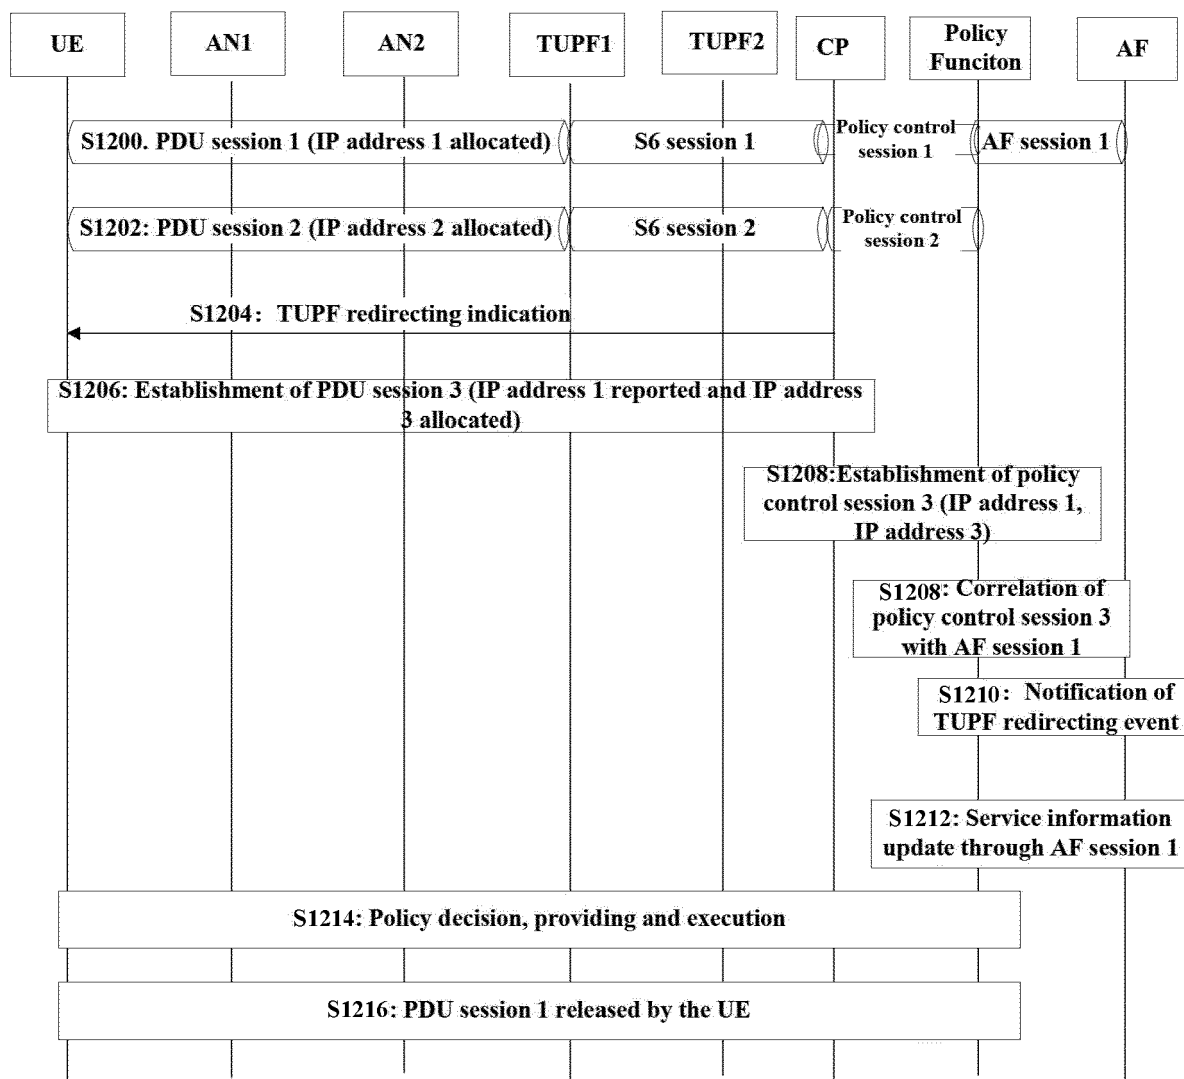 UE
AN1
AN2
TUPF1
TUPF2
CP
Policy
Funciton
AF
S1200. PDU session 1 (IP address 1 allocated)
S6 session 1
Policy control
session 1
AF session 1
S1202: PDU session 2 (IP address 2 allocated)
S6 session 2
Policy control
session 2
S1204: TUPF redirecting indication
S1206: Establishment of PDU session 3 (IP address 1 reported and IP address
3 allocated)
S1208:Establishment of policy
control session 3 (IP address 1,
IP address 3)
S1208: Correlation of
policy control session 3
with AF session 1
S1210: Notification of
TUPF redirecting event
S1212: Service information
update through AF session 1
S1214: Policy decision, providing and execution
S1216: PDU session 1 released by the UE